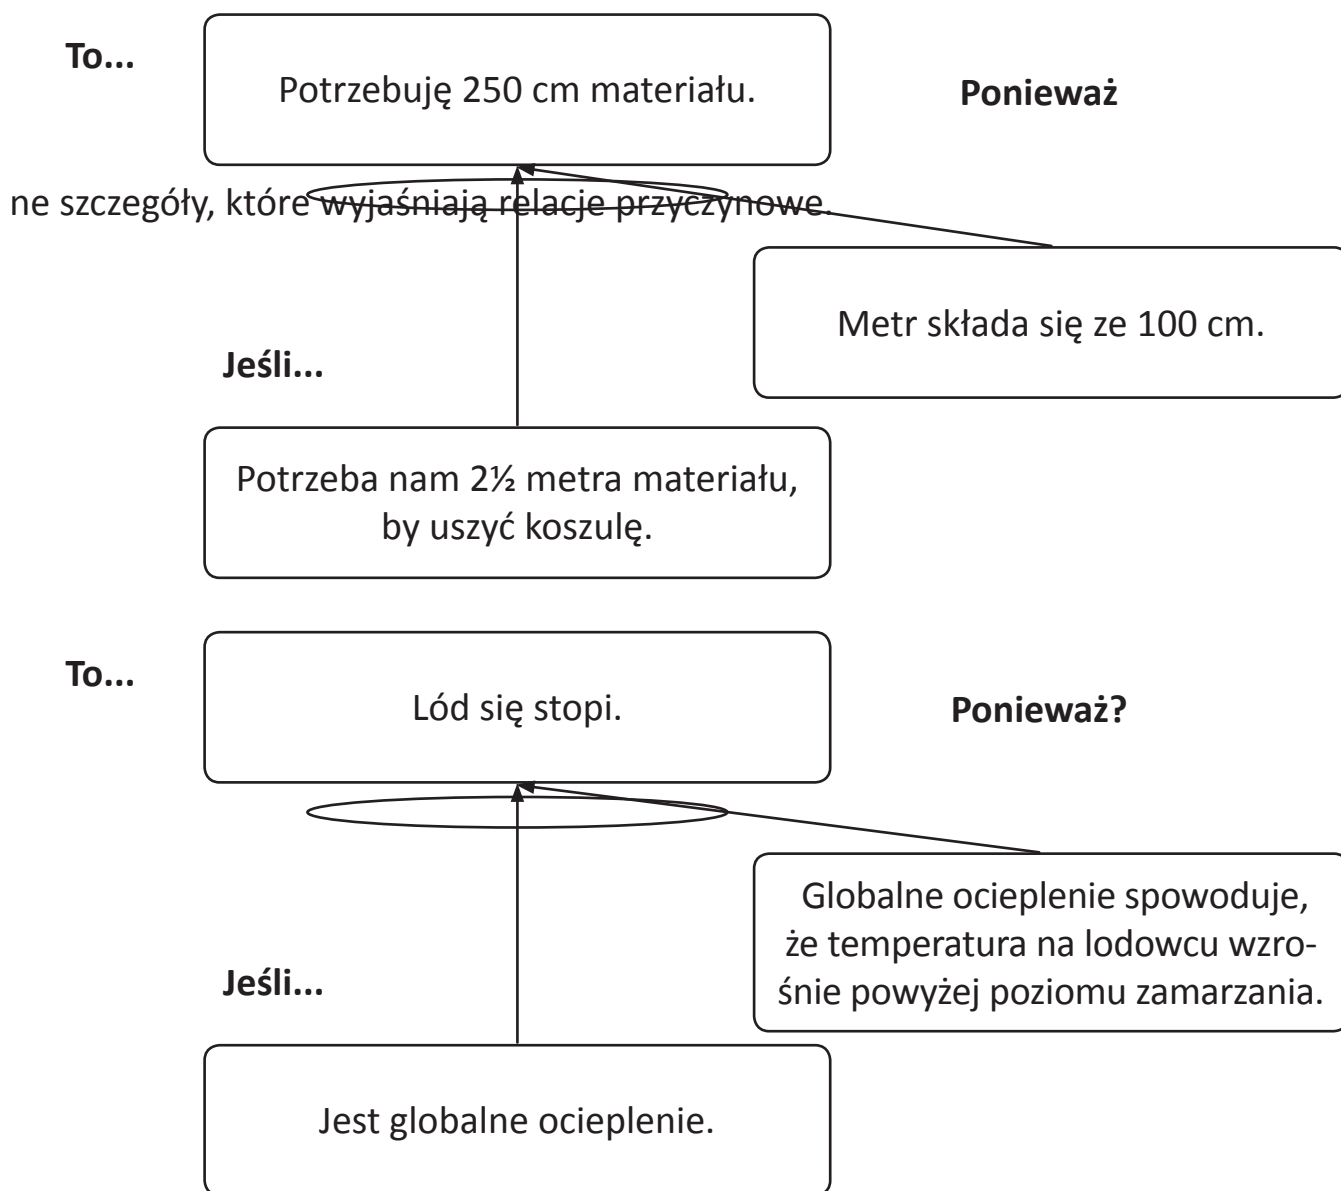 To...
Potrzebuję 250 cm materiału.
Ponieważ
ne szczegóły, które wyjaśniają relacje przyczynowe.
Metr składa się ze 100 cm.
Jeśli...
Potrzeba nam 2½ metra materiału,
by uszyć koszulę.
To...
Lód się stopi.
Ponieważ?
Globalne ocieplenie spowoduje,
że temperatura na lodowcu wzro-
śnie powyżej poziomu zamarzania.
Jeśli...
Jest globalne ocieplenie.